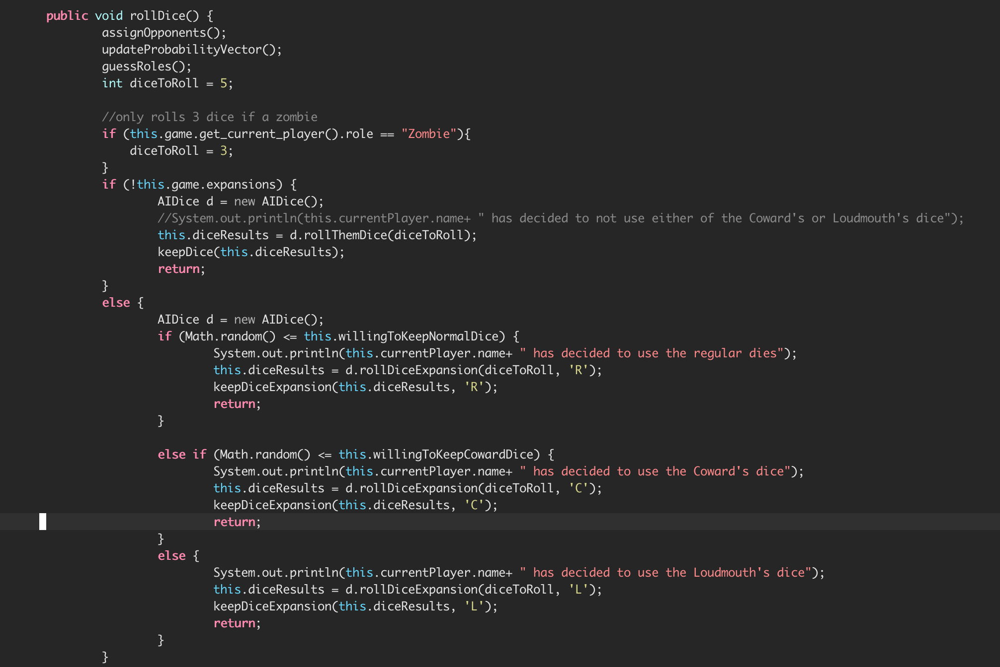 public void rollDice() {
assignOpponents();
updateProbabilityVector();
guessRoles();
int diceToRoll = 5;
//only rolls 3 dice if a zombie
if (this.game.get_current_player().role == "Zombie"){
diceToRoll = 3;
}
if (!this.game.expansions) {
AIDice d = new AIDice();
//System.out.println(this.currentPlayer.name+ " has decided to not use either of the Coward's or Loudmouth's dice");
this.diceResults = d.rollThemDice(diceToRoll);
keepDice(this.diceResults);
return;
}
else {
AIDice d = new AIDice();
if (Math.random() <= this.willingToKeepNormalDice) {
System.out.println(this.currentPlayer.name+ " has decided to use the regular dies");
this.diceResults = d.rollDiceExpansion(diceToRoll, 'R');
keepDiceExpansion(this.diceResults, 'R');
return;
}
else if (Math.random() <= this.willingToKeepCowardDice) {
System.out.println(this.currentPlayer.name+ " has decided to use the Coward's dice");
this.diceResults = d.rollDiceExpansion(diceToRoll, 'C');
keepDiceExpansion(this.diceResults, 'C');
return;
}
else {
System.out.println(this.currentPlayer.name+ " has decided to use the Loudmouth's dice");
this.diceResults = d.rollDiceExpansion(diceToRoll, 'L');
keepDiceExpansion(this.diceResults, 'L');
return;
}
}